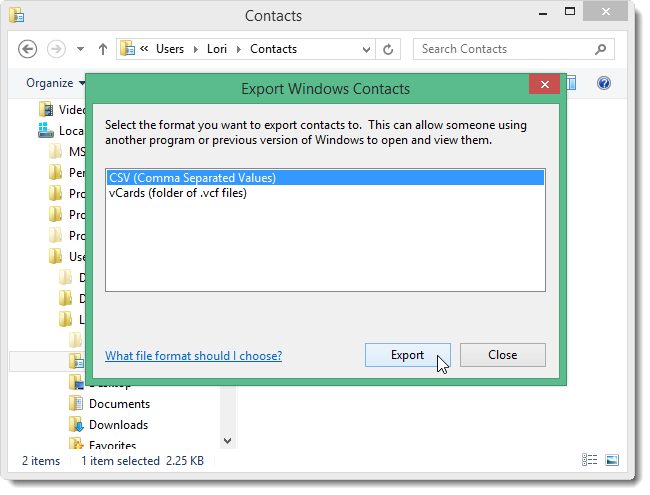 Contacts
« Users Lori Contacts
Search Contacts
Organize
Export Windows Contacts
Select the format you want to export contacts to. This can allow someone using
another program or previous version of Windows to open and view them.
CSV (Comma Separated Values)
vCards (folder of .vcf files)
What file format should I choose?
Export
Close
Video
Loca
MS
Per
Pro
Pro
Pro
Use
D
D
L
Desktop
Documents
Downloads
Favorites
2 items
1 item selected 2.25 KB